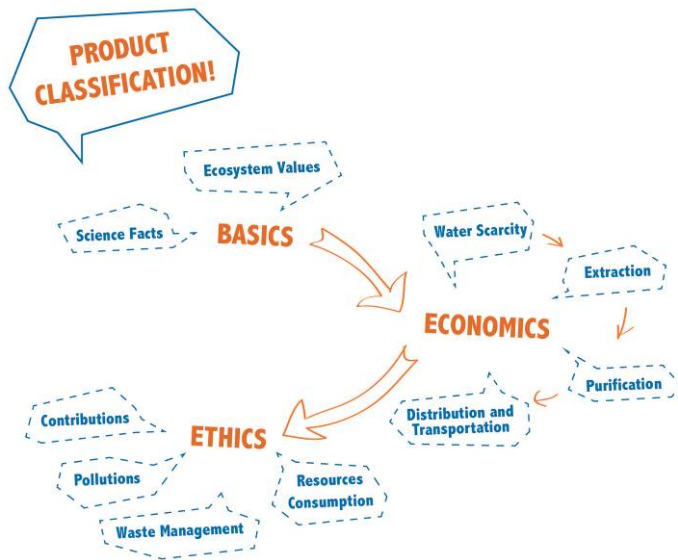 PRODUCT
CLASSIFICATION!
Ecosystem Values
Science Facts
BASICS
Water Scarcity
Extraction
ECONOMICS
Purification
Distribution and
Transportation
Contributions
ETHICS
Pollutions
Resources
Consumption
Waste Management